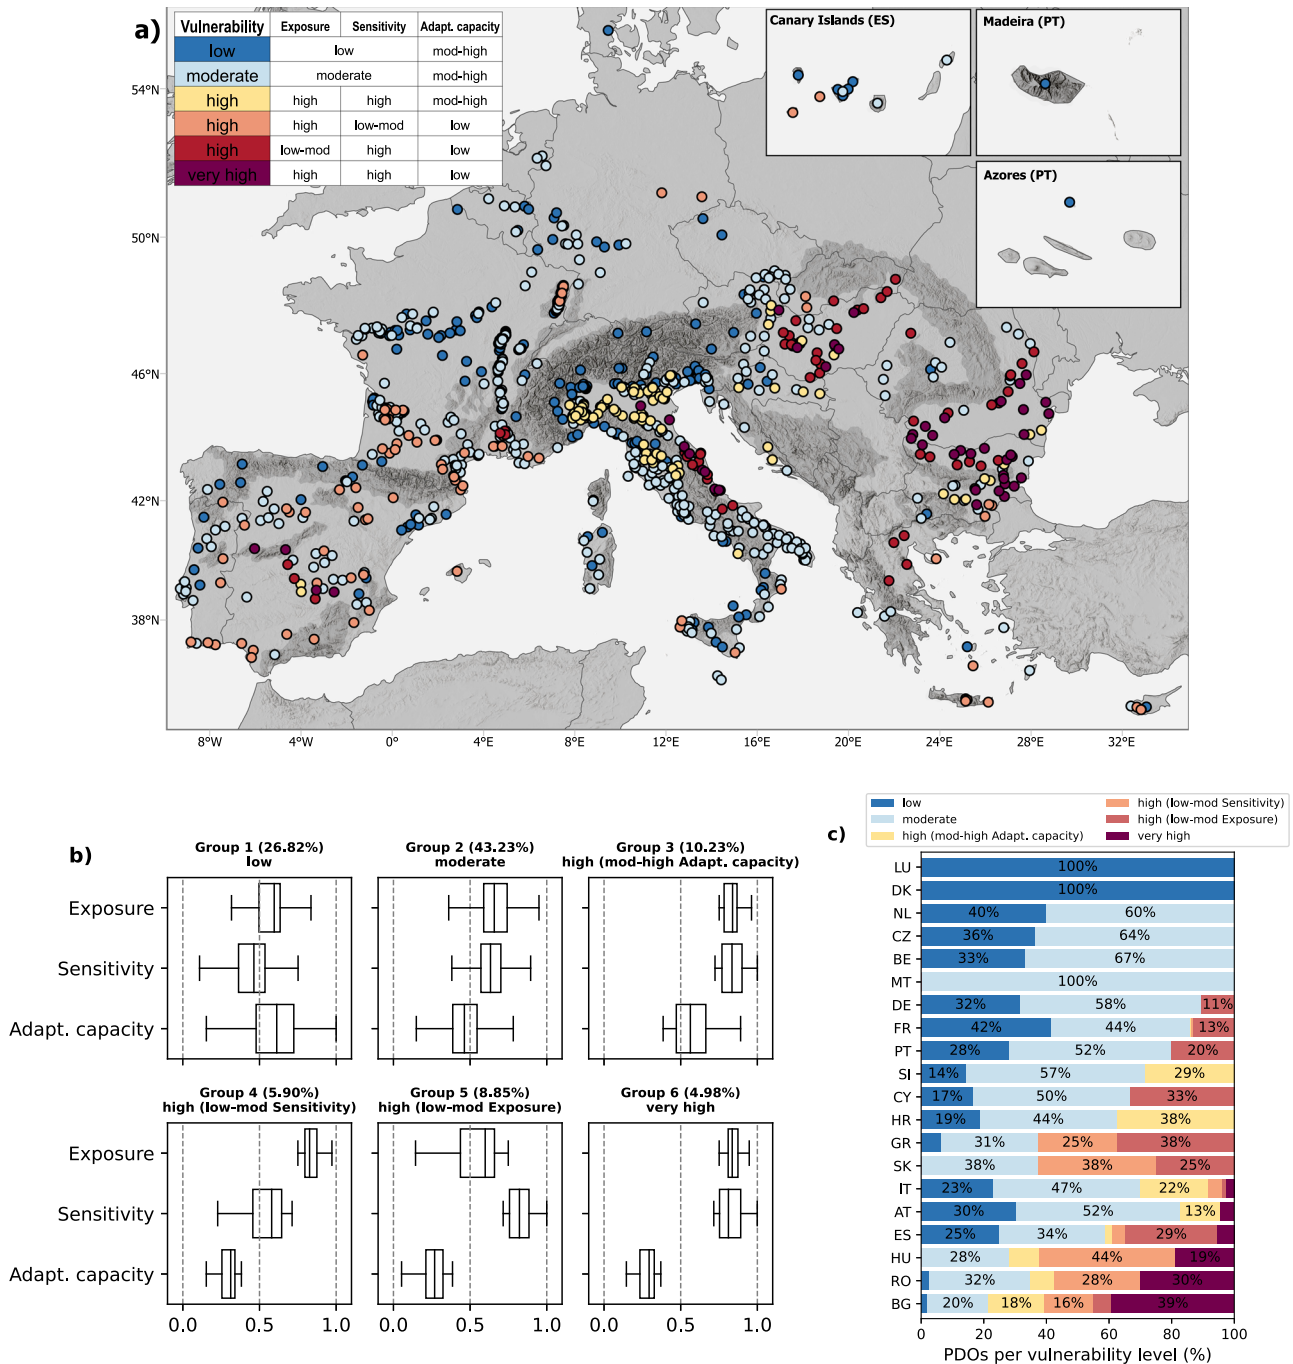 a)
Vulnerability Exposure Sensitivity Adapt. capacity
low low mod-high
moderate moderate mod-high
high high high mod-high
high high low-mod low
high low-mod high low
very high high high low
Canary Islands (ES)
Madeira (PT)
Azores (PT)
54°N
50°N
46°N
42°N
38°N
8°W 4°W 0° 4°E 8°E 12°E 16°E 20°E 24°E 28°E 32°E
b)
Group 1 (26.82%)
low
Group 2 (43.23%)
moderate
Group 3 (10.23%)
high (mod-high Adapt. capacity)
Exposure
Sensitivity
Adapt. capacity
Group 4 (5.90%)
high (low-mod Sensitivity)
Group 5 (8.85%)
high (low-mod Exposure)
Group 6 (4.98%)
very high
Exposure
Sensitivity
Adapt. capacity
0.0 0.5 1.0 0.0 0.5 1.0 0.0 0.5 1.0
c)
low
moderate
high (mod-high Adapt. capacity)
high (low-mod Sensitivity)
high (low-mod Exposure)
very high
LU 100%
DK 100%
NL 40% 60%
CZ 36% 64%
BE 33% 67%
MT 100%
DE 32% 58% 11%
FR 42% 44% 13%
PT 28% 52% 20%
SI 14% 57% 29%
CY 17% 50% 33%
HR 19% 44% 38%
GR 31% 25% 38%
SK 38% 38% 25%
IT 23% 47% 22%
AT 30% 52% 13%
ES 25% 34% 29%
HU 28% 44% 19%
RO 32% 28% 30%
BG 20% 18% 16% 39%
0 20 40 60 80 100
PDOs per vulnerability level (%)